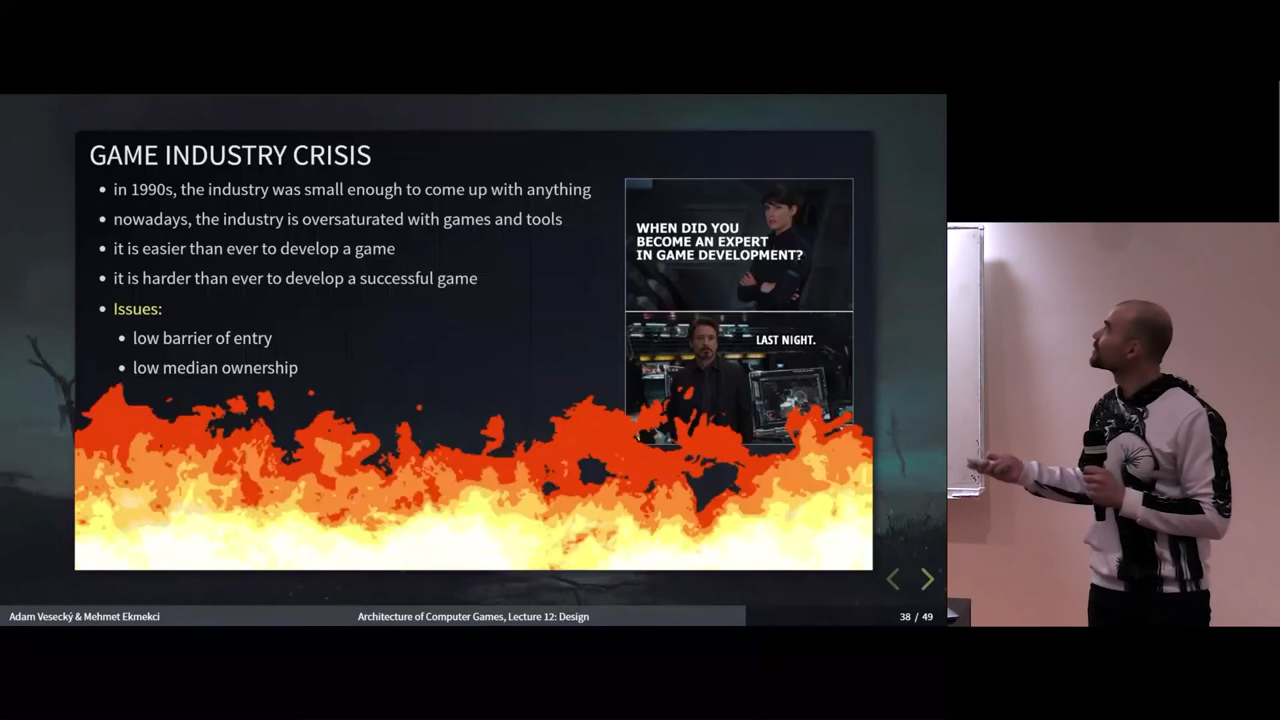 GAME INDUSTRY CRISIS
in 1990s, the industry was small enough to come up with anything
nowadays, the industry is oversaturated with games and tools
it is easier than ever to develop a game
it is harder than ever to develop a successful game
Issues:
low barrier of entry
low median ownership
WHEN DID YOU
BECOME AN EXPERT
IN GAME DEVELOPMENT?
LAST NIGHT.
Adam Vesecký & Mehmet Ekmekci
Architecture of Computer Games, Lecture 12: Design
38 / 49